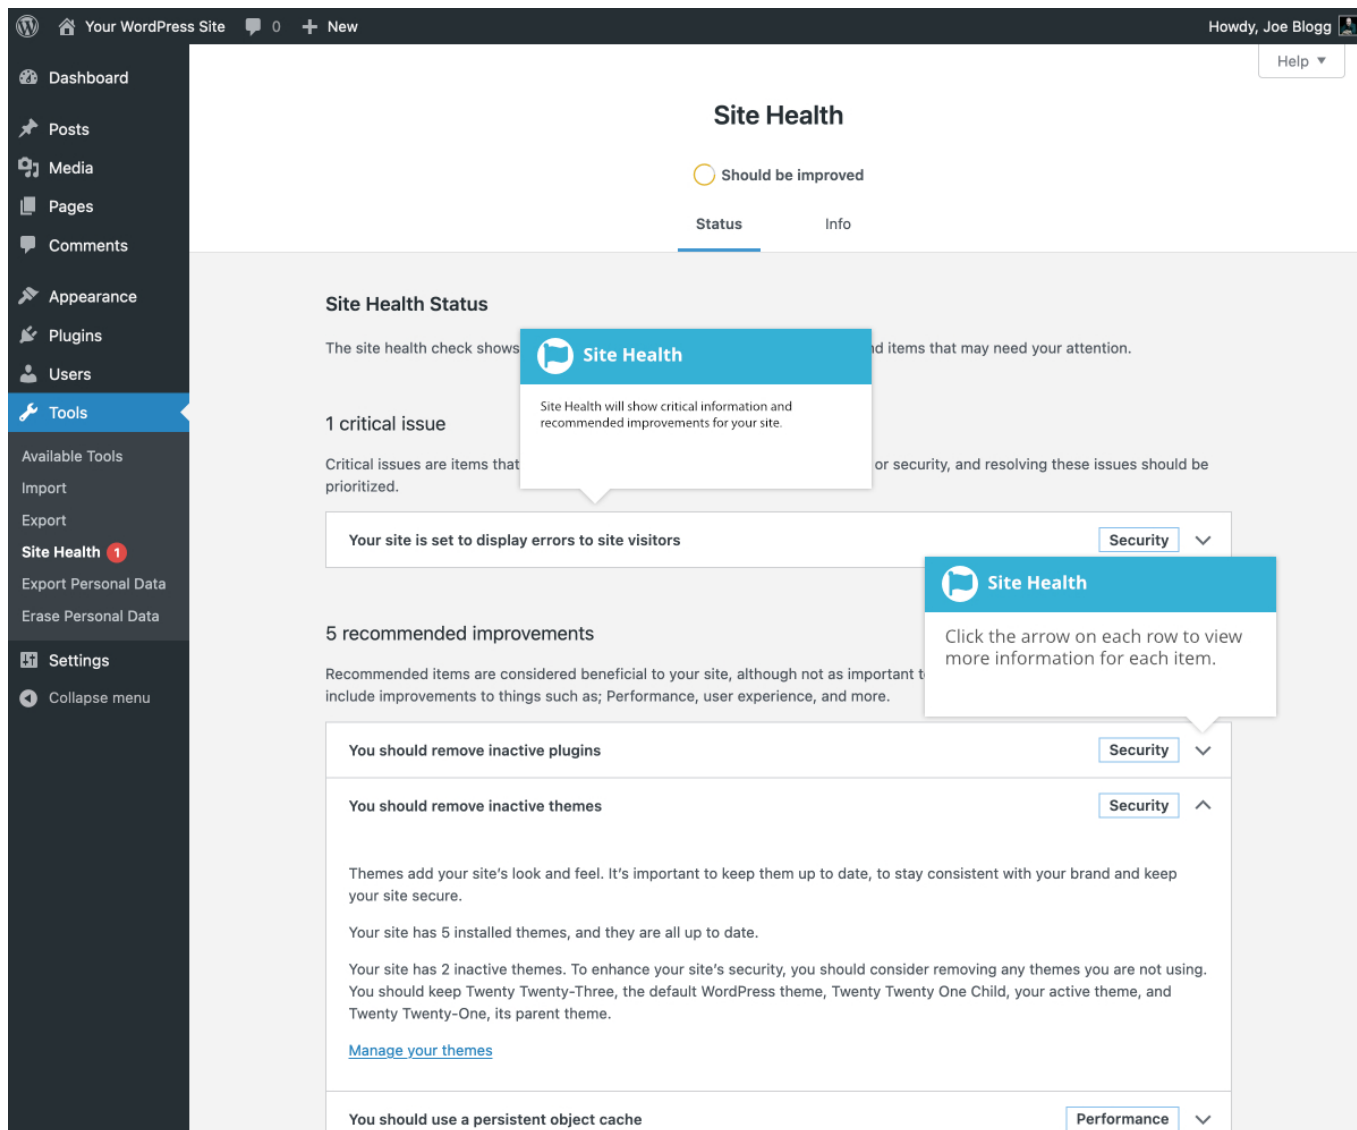 Your WordPress Site 0 New Howdy, Joe Blogg
Help
Dashboard
Posts
Media
Pages
Comments
Appearance
Plugins
Users
Tools
Available Tools
Import
Export
Site Health 1
Export Personal Data
Erase Personal Data
Settings
Collapse menu
Site Health
Should be improved
Status Info
Site Health Status
The site health check shows
d items that may need your attention.
Site Health
Site Health will show critical information and
recommended improvements for your site.
1 critical issue
Critical issues are items that
or security, and resolving these issues should be
prioritized.
Your site is set to display errors to site visitors Security
Site Health
Click the arrow on each row to view
more information for each item.
5 recommended improvements
Recommended items are considered beneficial to your site, although not as important t
include improvements to things such as; Performance, user experience, and more.
You should remove inactive plugins Security
You should remove inactive themes Security
Themes add your site's look and feel. It's important to keep them up to date, to stay consistent with your brand and keep
your site secure.
Your site has 5 installed themes, and they are all up to date.
Your site has 2 inactive themes. To enhance your site's security, you should consider removing any themes you are not using.
You should keep Twenty Twenty-Three, the default WordPress theme, Twenty Twenty One Child, your active theme, and
Twenty Twenty-One, its parent theme.
Manage your themes
You should use a persistent object cache Performance